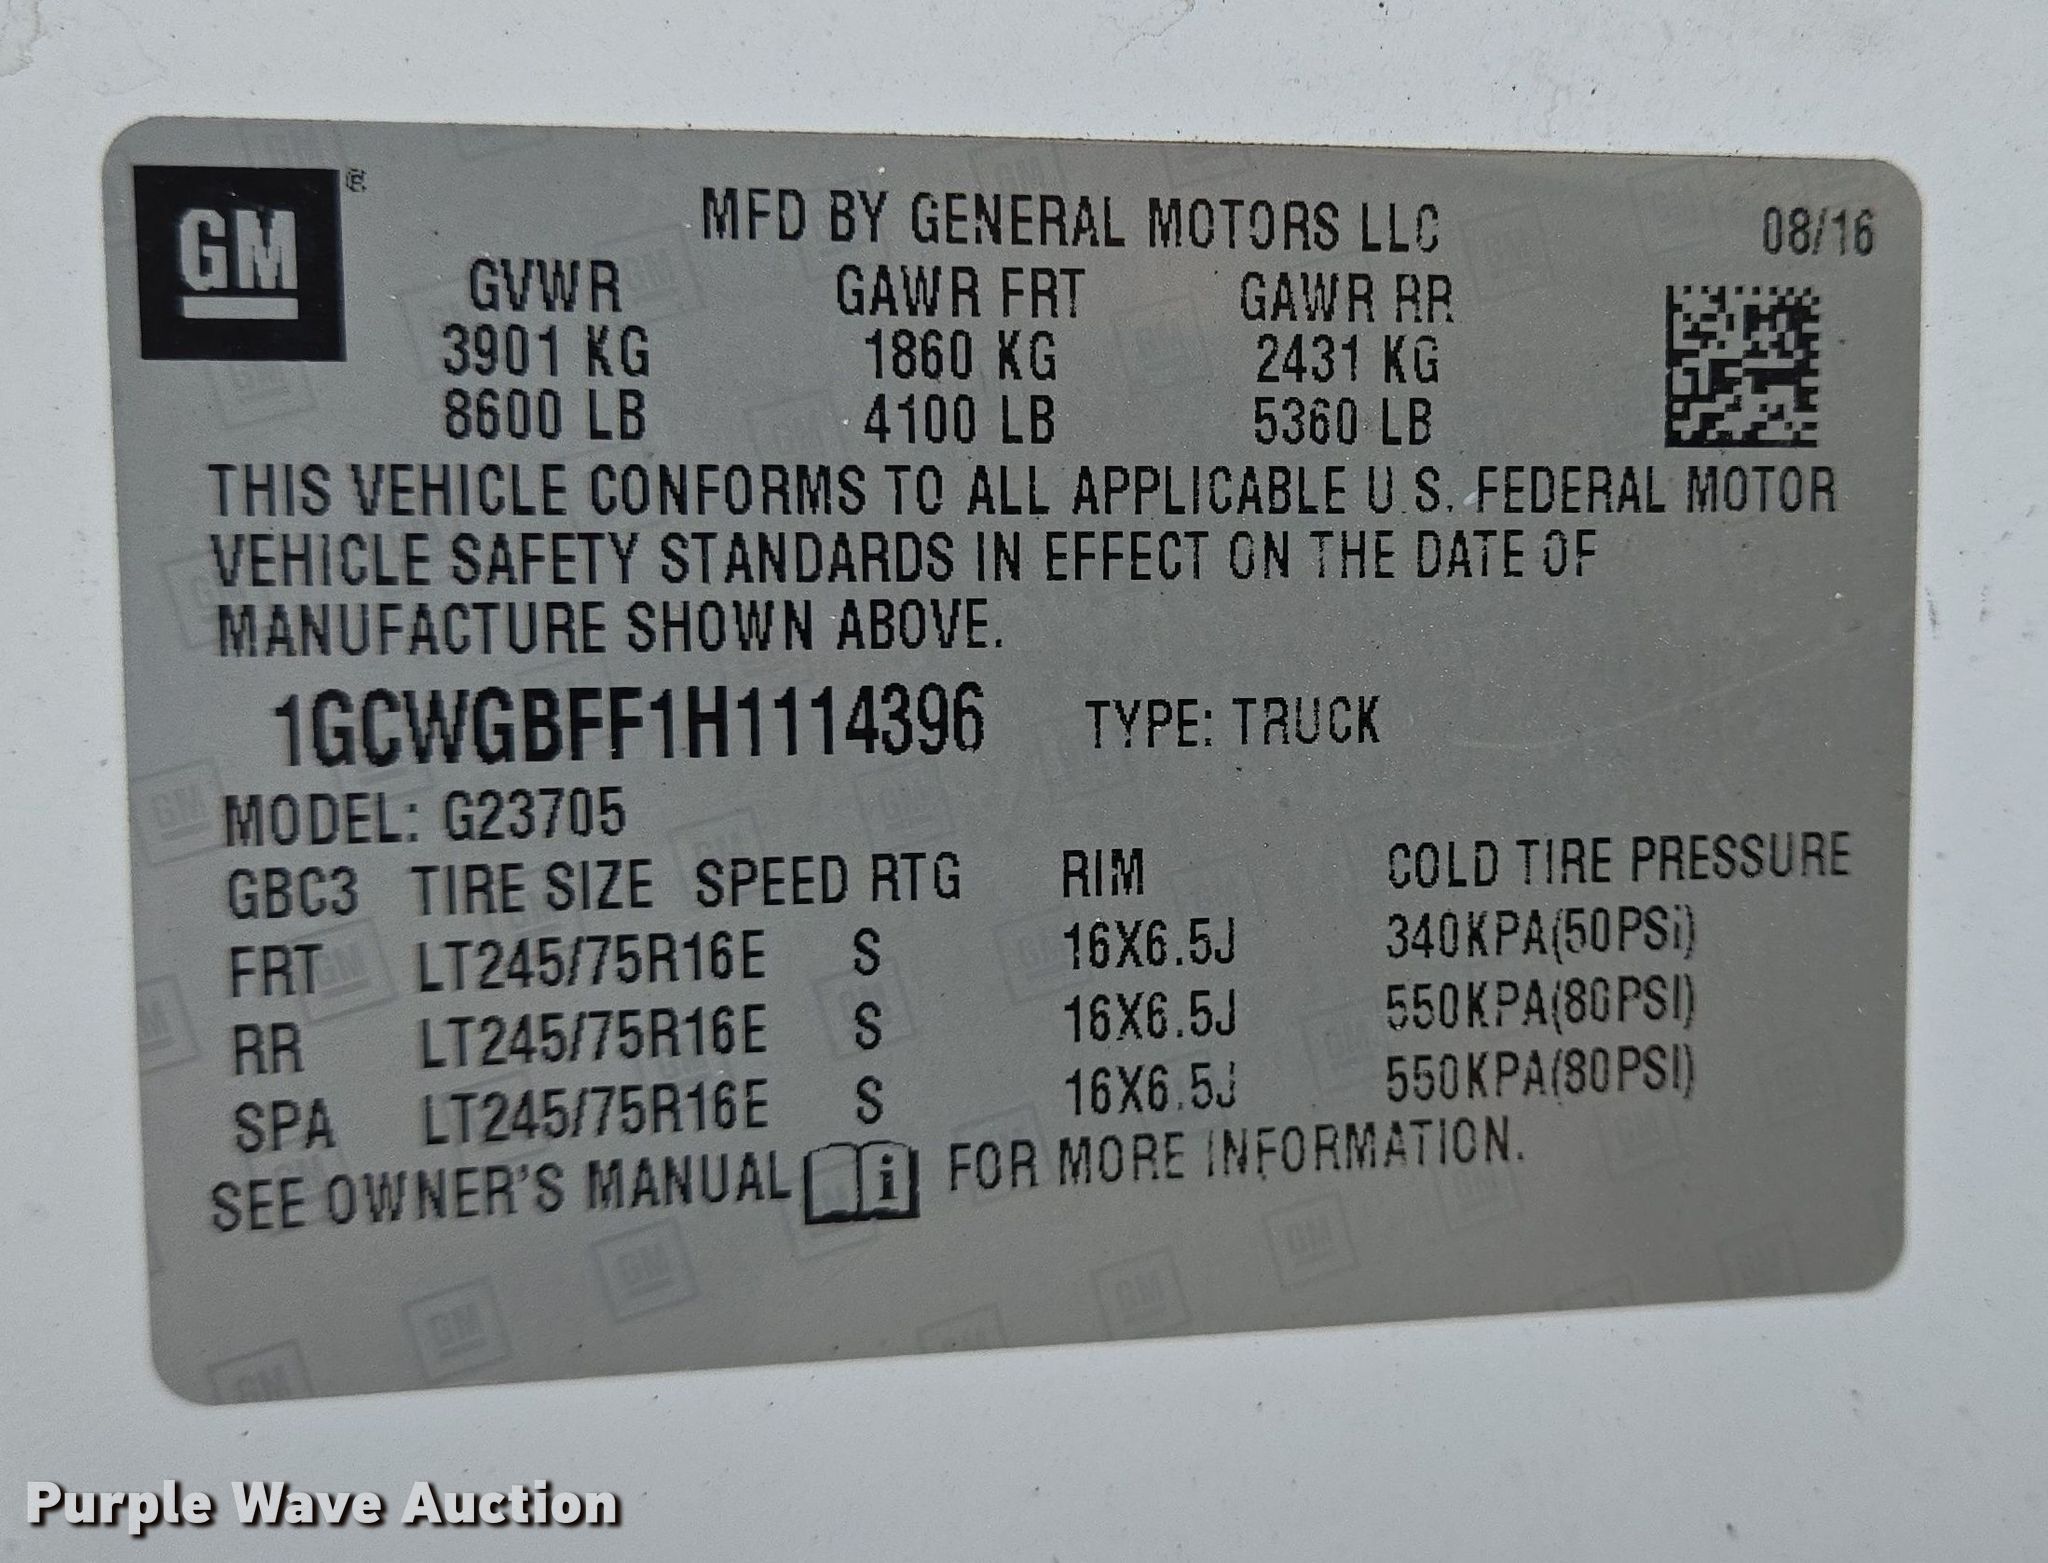 GM ®
MFD BY GENERAL MOTORS LLC 08/16
GVWR GAWR FRT GAWR RR
3901 KG 1860 KG 2431 KG
8600 LB 4100 LB 5360 LB
THIS VEHICLE CONFORMS TO ALL APPLICABLE U.S. FEDERAL MOTOR
VEHICLE SAFETY STANDARDS IN EFFECT ON THE DATE OF
MANUFACTURE SHOWN ABOVE.
1GCWGBFF1H1114396 TYPE: TRUCK
MODEL: G23705
GBC3 TIRE SIZE SPEED RTG RIM COLD TIRE PRESSURE
FRT LT245/75R16E S 16X6.5J 340KPA(50PSI)
RR LT245/75R16E S 16X6.5J 550KPA(80PSI)
SPA LT245/75R16E S 16X6.5J 550KPA(80PSI)
SEE OWNER'S MANUAL i FOR MORE INFORMATION.
Purple Wave Auction